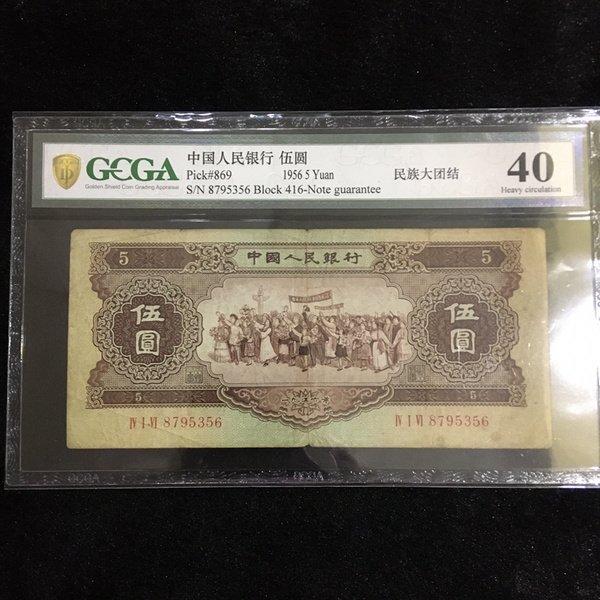 GCGA
Golden Shield Coin Grading Appraisal
中国人民银行 伍圆
Pick#869 1956 5 Yuan 民族大团结
S/N 8795356 Block 416-Note guarantee
40
Heavy circulation
5 中國人民銀行 5
伍圓 伍圓
5 5
IV I VI 8795356 IV I VI 8795356
GCGA GCGA